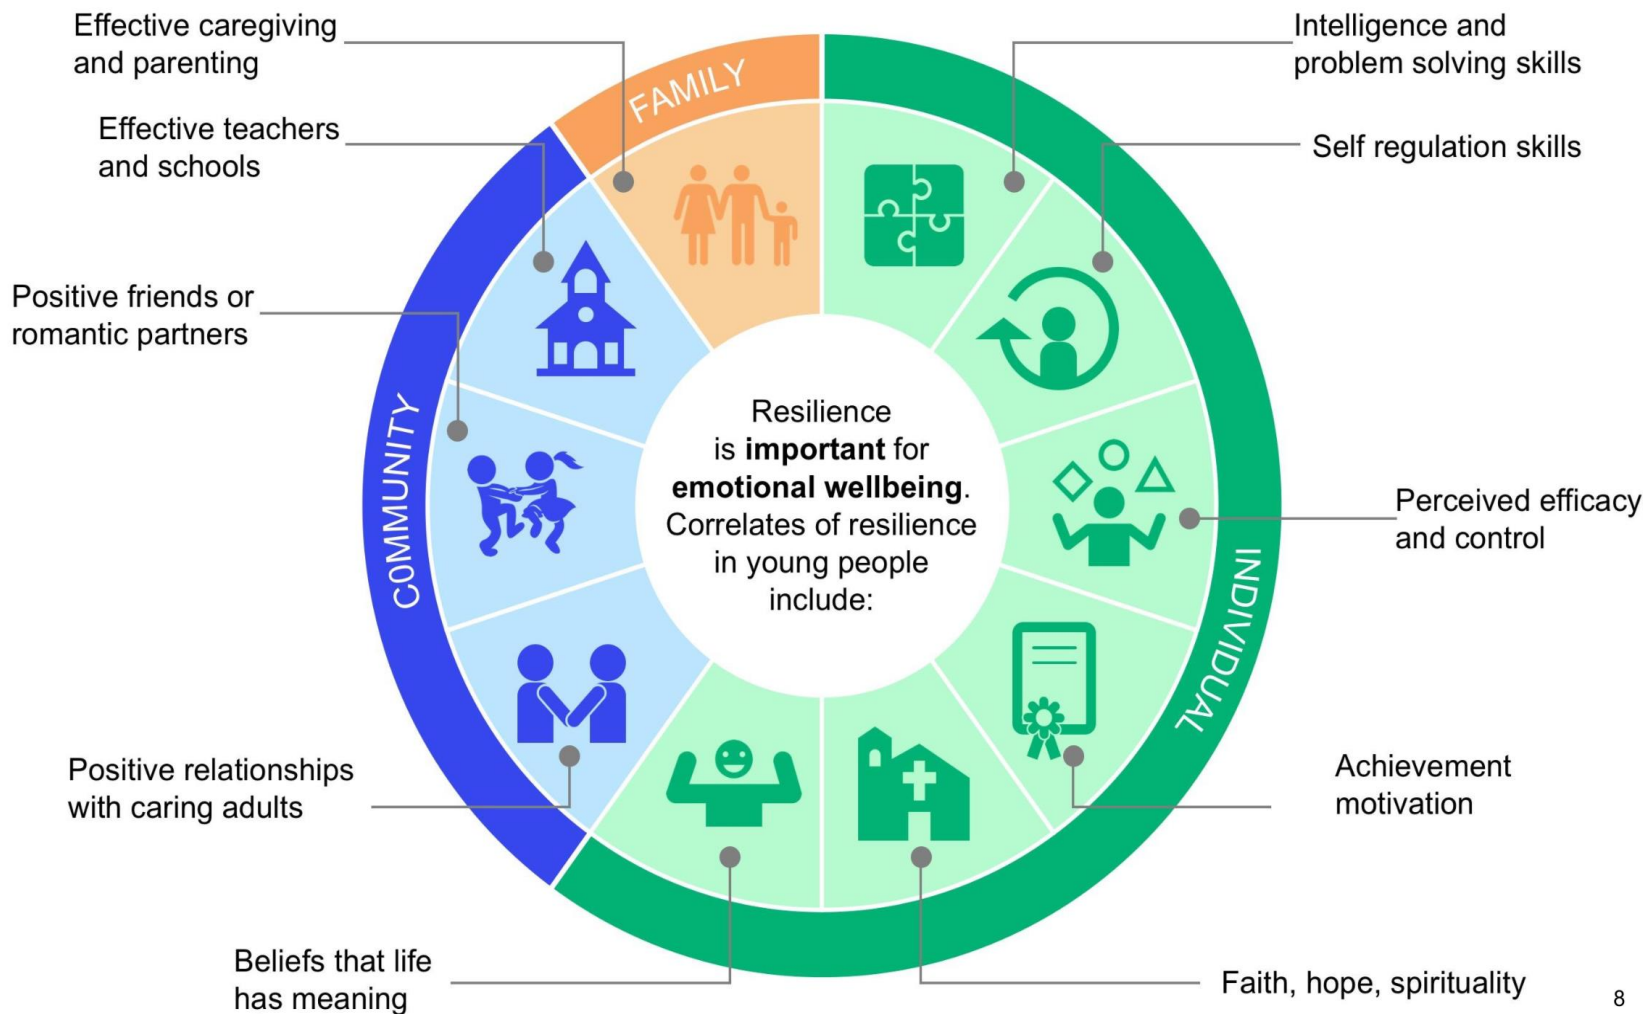 Effective caregiving
and parenting
Intelligence and
problem solving skills
FAMILY
Effective teachers
and schools
Self regulation skills
Positive friends or
romantic partners
COMMUNITY
Resilience
is important for
emotional wellbeing.
Correlates of resilience
in young people
include:
Perceived efficacy
and control
INDIVIDUAL
Positive relationships
with caring adults
Achievement
motivation
Beliefs that life
has meaning
Faith, hope, spirituality
8